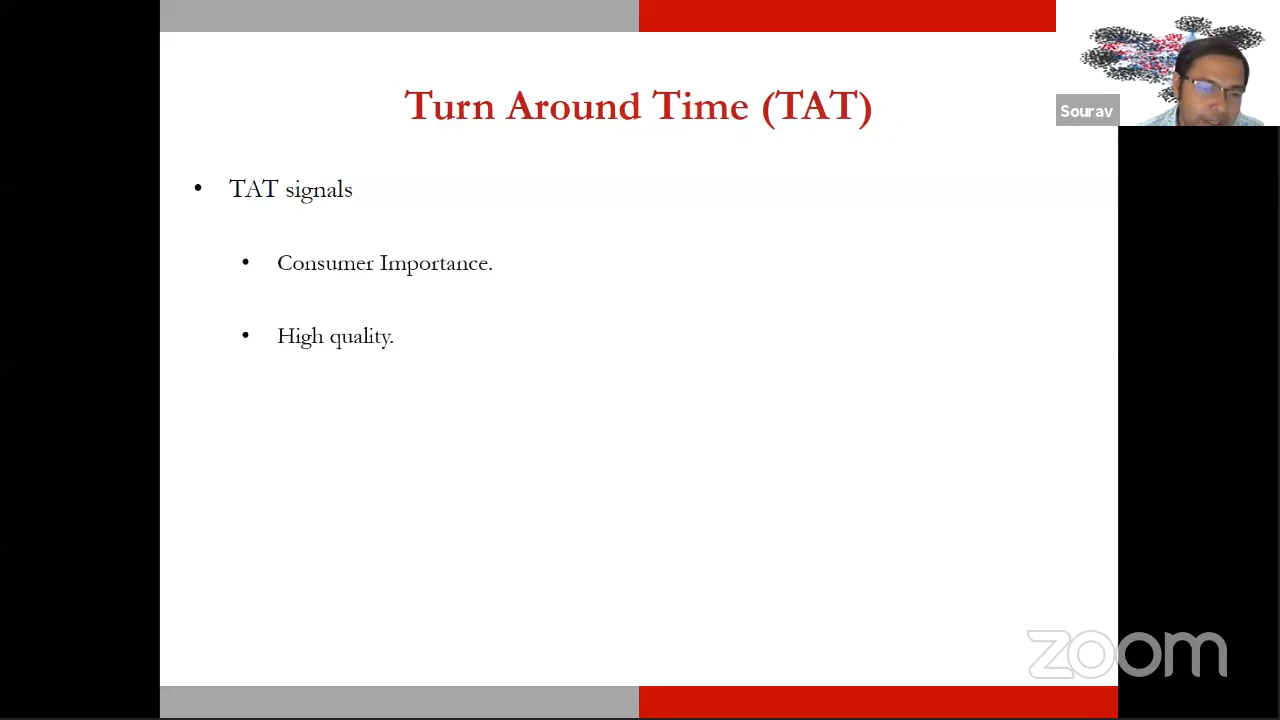 Turn Around Time (TAT)
Sourav
• TAT signals
• Consumer Importance.
• High quality.
zoom